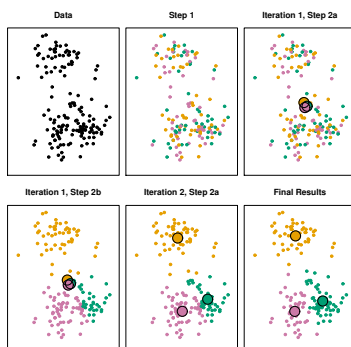 Data
Step 1
Iteration 1, Step 2a
Iteration 1, Step 2b
Iteration 2, Step 2a
Final Results